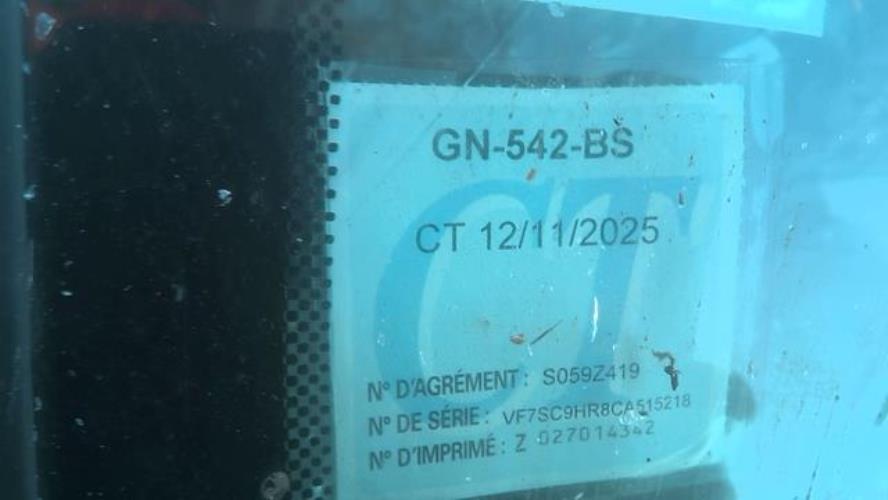 GN-542-BS
CT 12/11/2025
CT
N° D'AGRÉMENT : S059Z419
N° DE SÉRIE : VF7SC9HR8CA515218
N° D'IMPRIMÉ : Z 027014342